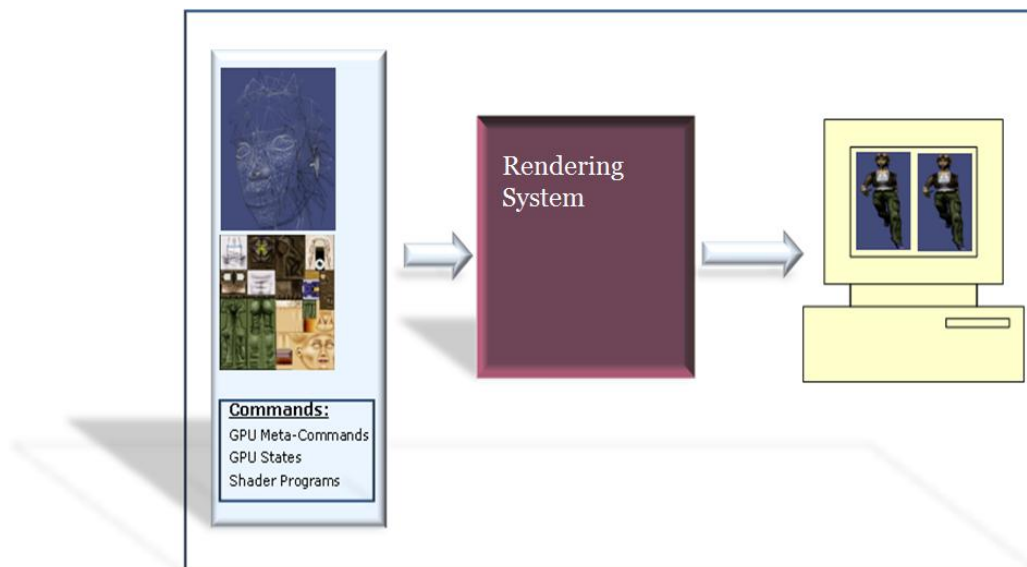 Rendering
System
Commands:
GPU Meta-Commands
GPU States
Shader Programs